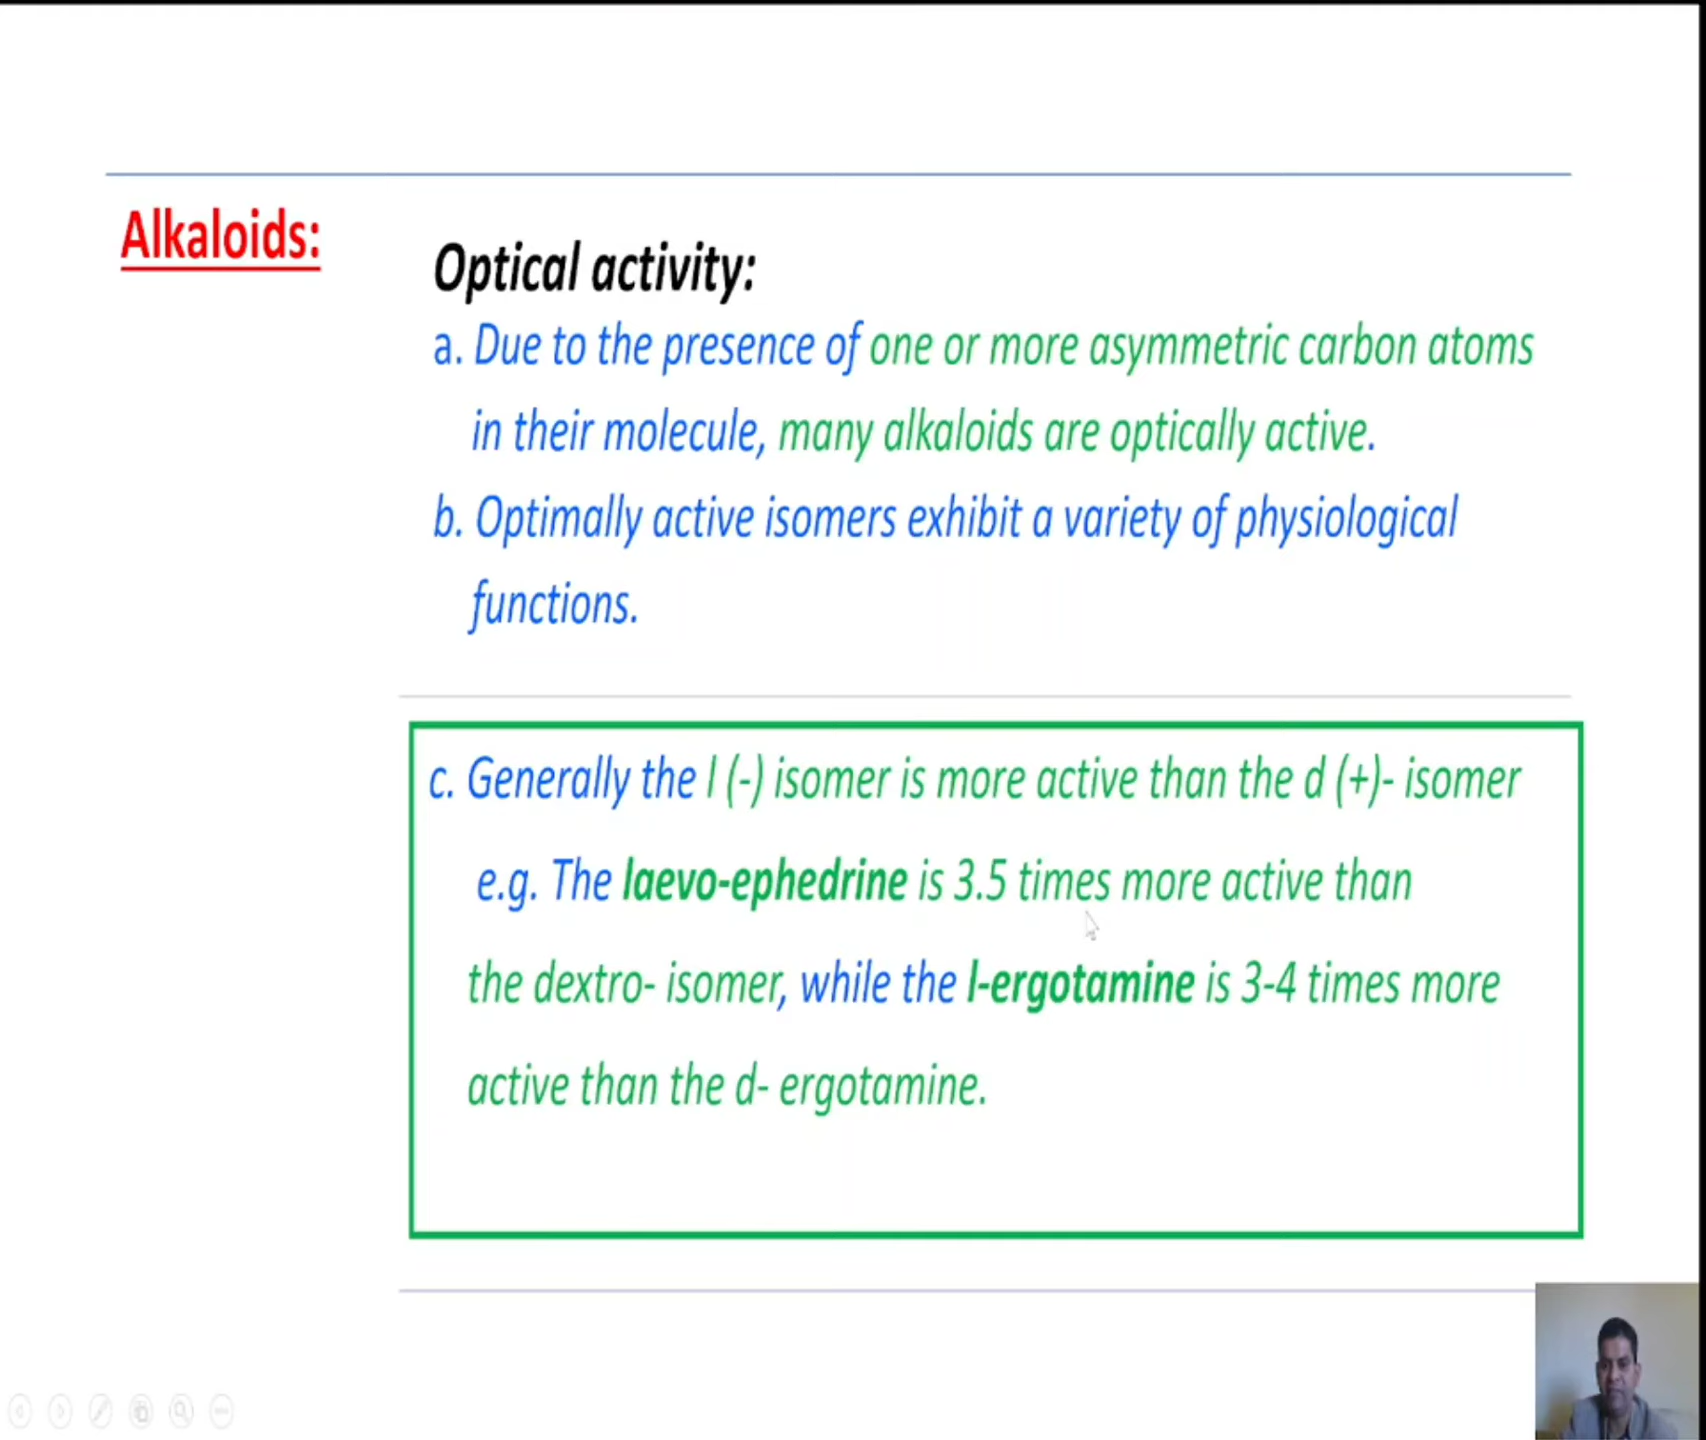 Alkaloids:
Optical activity:
a. Due to the presence of one or more asymmetric carbon atoms
in their molecule, many alkaloids are optically active.
b. Optimally active isomers exhibit a variety of physiological
functions.
c. Generally the l (-) isomer is more active than the d (+)- isomer
e.g. The laevo-ephedrine is 3.5 times more active than
the dextro- isomer, while the l-ergotamine is 3-4 times more
active than the d- ergotamine.